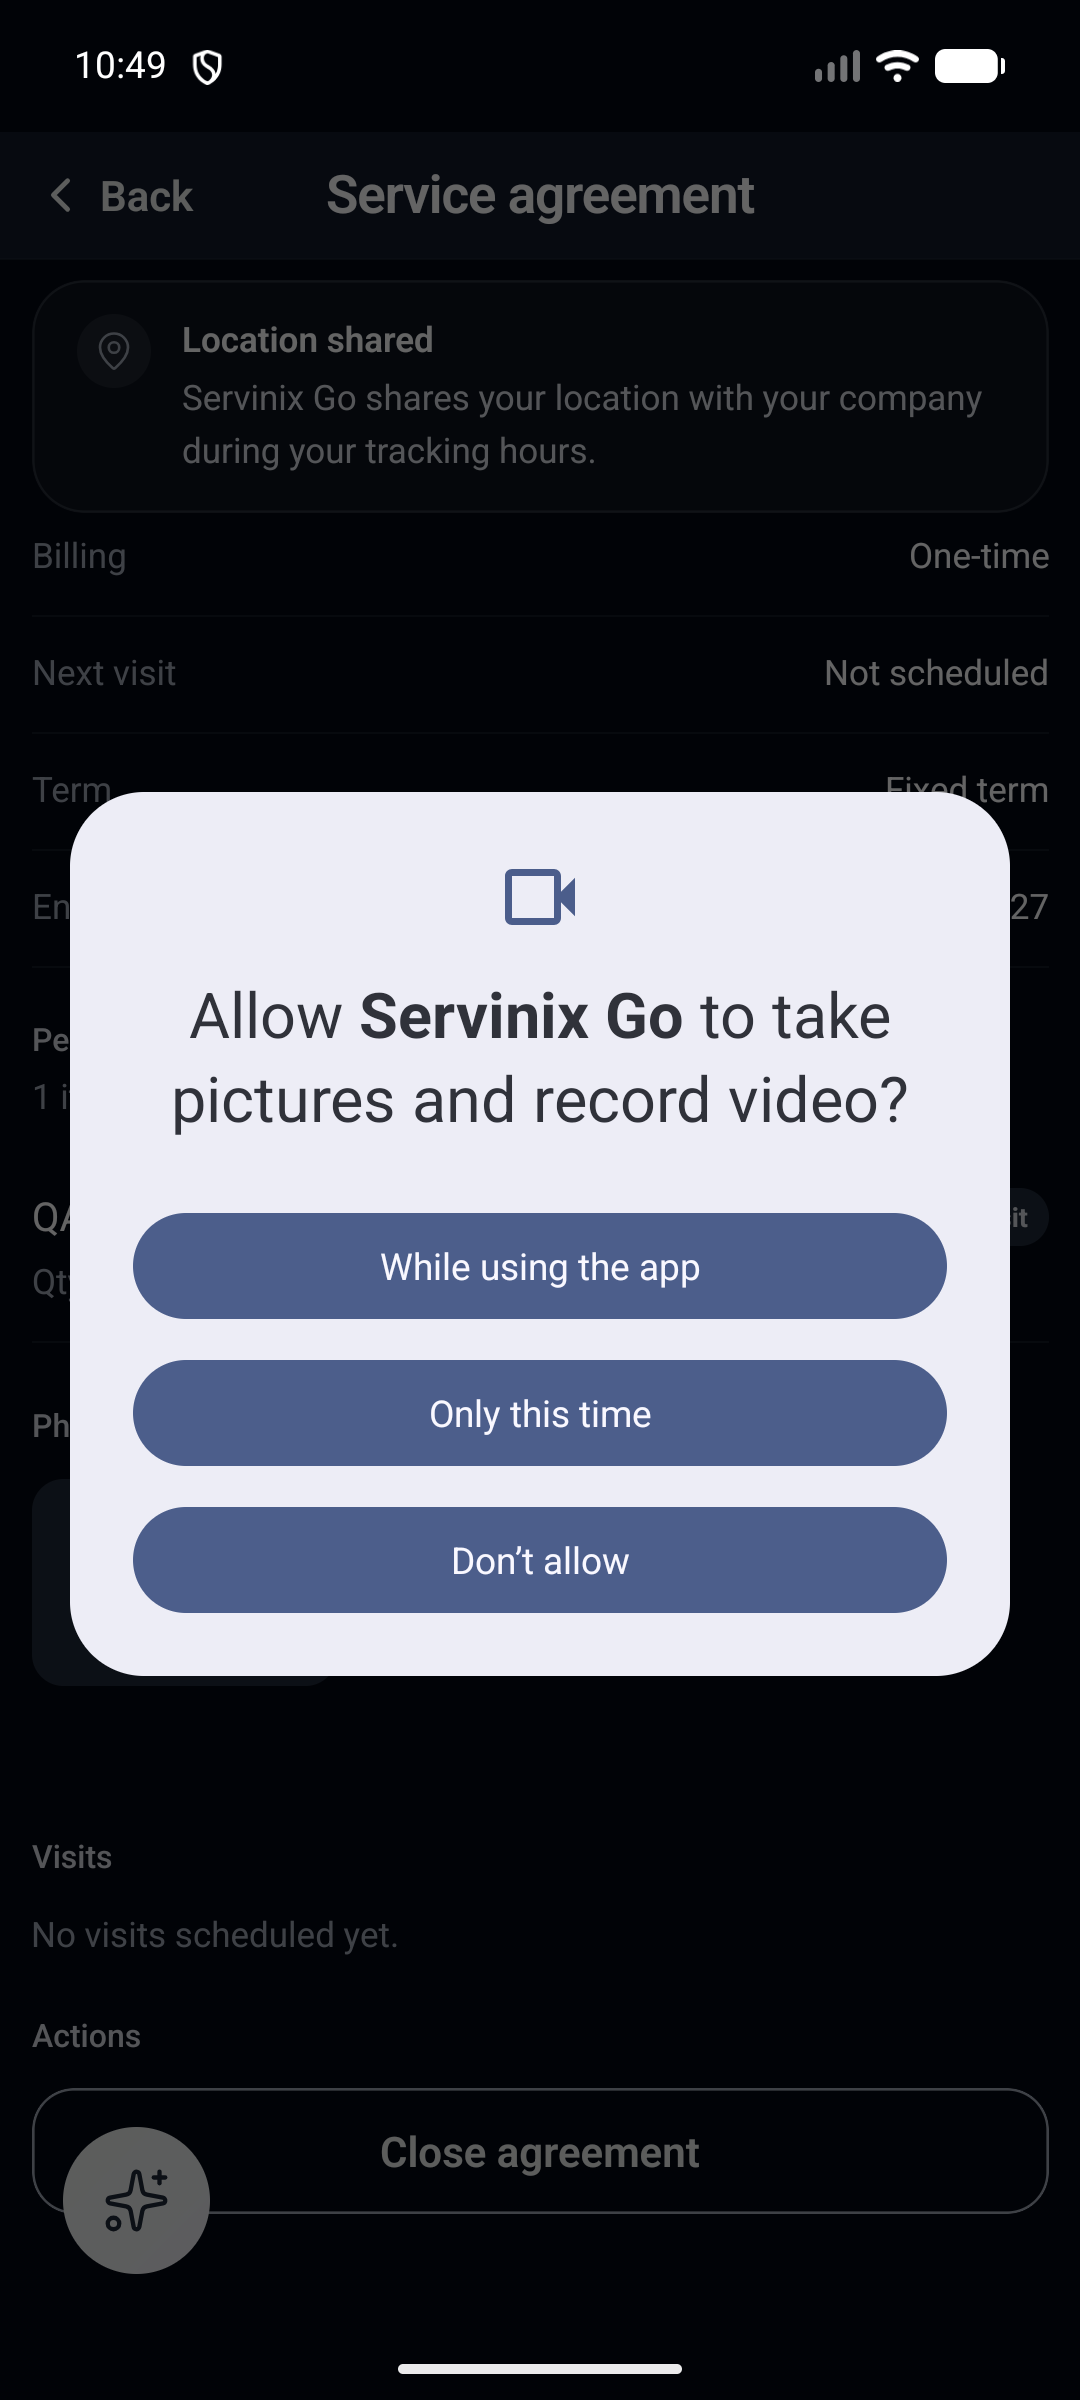 10:49
Back
Service agreement
Location shared
Servinix Go shares your location with your company
during your tracking hours.
Billing
One-time
Next visit
Not scheduled
Term
Fixed term
27
Allow Servinix Go to take
pictures and record video?
1
While using the app
Only this time
Don’t allow
Visits
No visits scheduled yet.
Actions
Close agreement